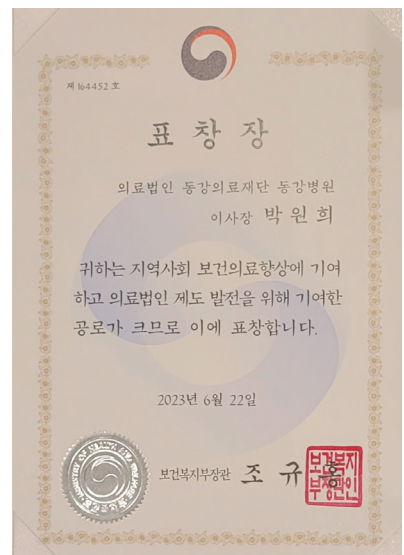 제 164452 호
표 창 장
의료법인 동강의료재단 동강병원
이사장 박 원 희
귀하는 지역사회 보건의료향상에 기여
하고 의료법인 제도 발전을 위해 기여한
공로가 크므로 이에 표창합니다.
2023년 6월 22일
보건복지부장관 조 규 홍
보건복지
부장관인